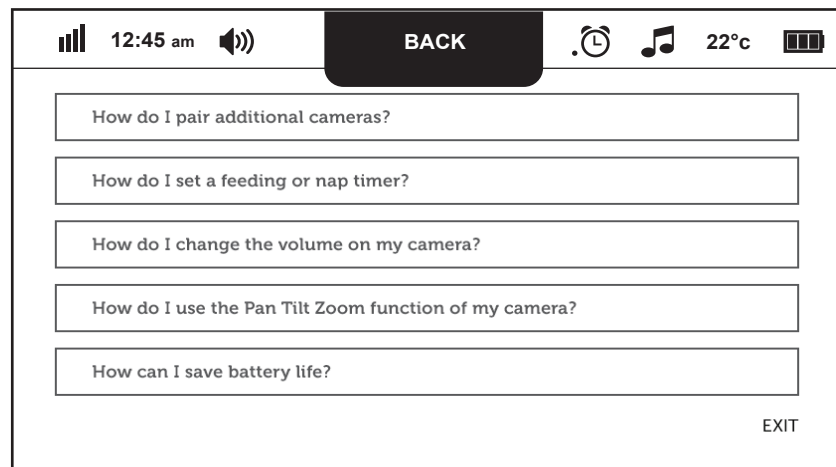 12:45 am BACK 22°c
How do I pair additional cameras?
How do I set a feeding or nap timer?
How do I change the volume on my camera?
How do I use the Pan Tilt Zoom function of my camera?
How can I save battery life?
EXIT